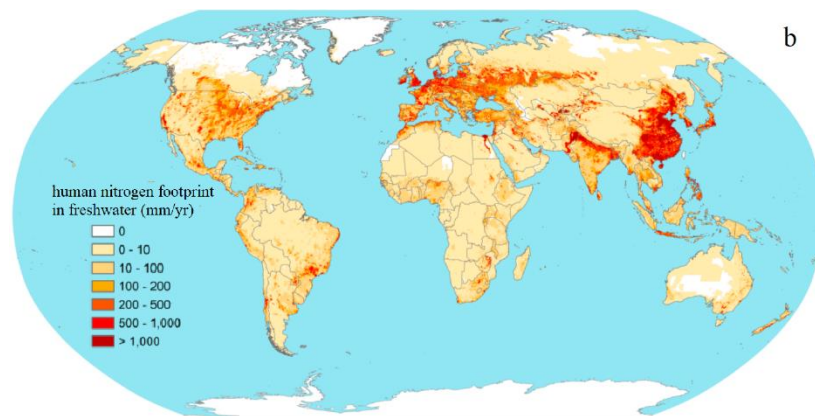 b
human nitrogen footprint
in freshwater (mm/yr)
0
0 - 10
10 - 100
100 - 200
200 - 500
500 - 1,000
> 1,000